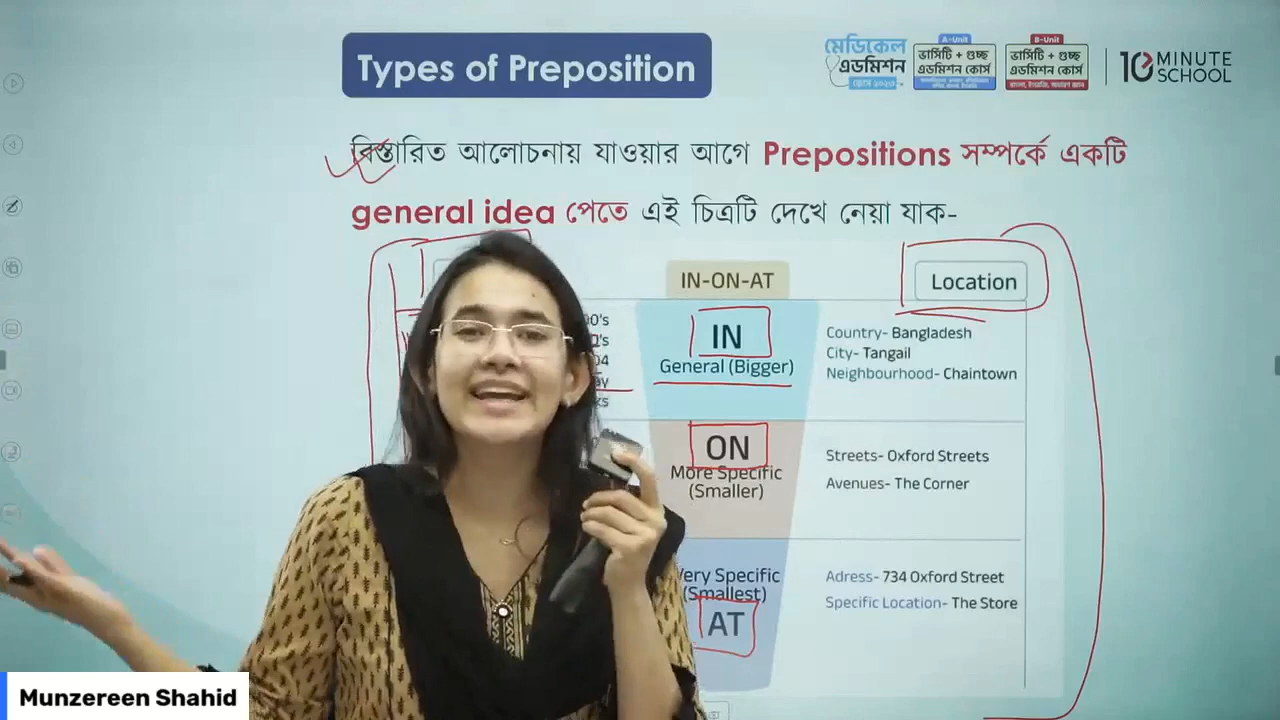 Types of Preposition
মেডিকেল
এডমিশন
A-Unit
ভার্সিটি + গুচ্ছ
এডমিশন কোর্স
B-Unit
ভার্সিটি + গুচ্ছ
এডমিশন কোর্স
10 MINUTE
SCHOOL
বিস্তারিত আলোচনায় যাওয়ার আগে Prepositions সম্পর্কে একটি
general idea পেতে এই চিত্রটি দেখে নেয়া যাক-
IN-ON-AT
Location
IN
General (Bigger)
Country- Bangladesh
City- Tangail
Neighbourhood- Chaintown
ON
More Specific
(Smaller)
Streets- Oxford Streets
Avenues- The Corner
Very Specific
(Smallest)
AT
Adress- 734 Oxford Street
Specific Location- The Store
Munzereen Shahid